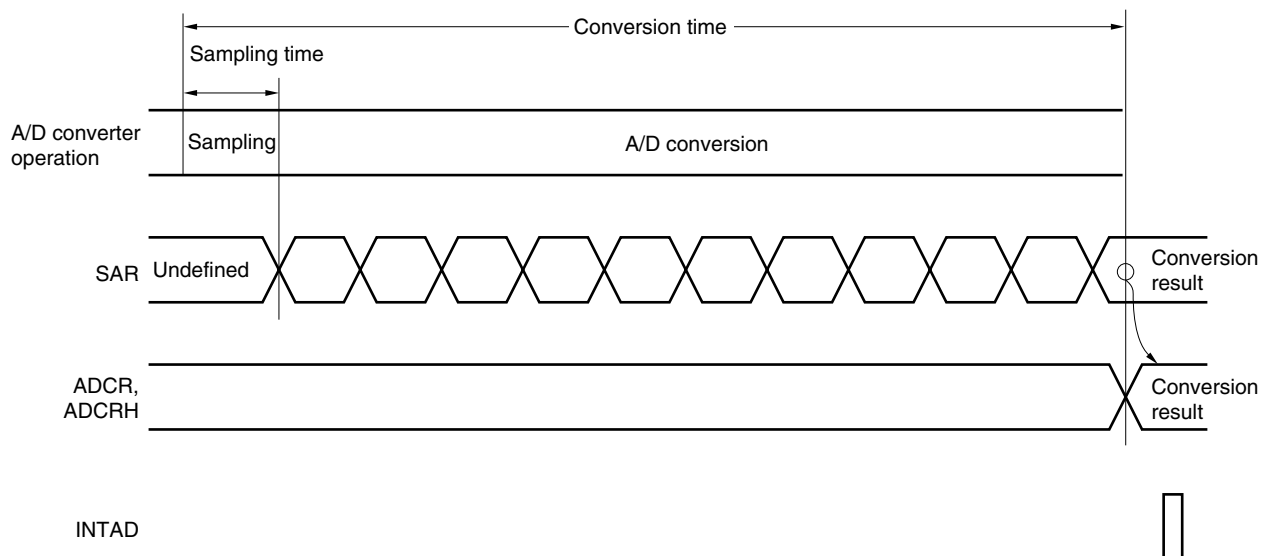 Conversion time
Sampling time
A/D converter
operation
Sampling
A/D conversion
SAR
Undefined
Conversion
result
ADCR,
ADCRH
Conversion
result
INTAD